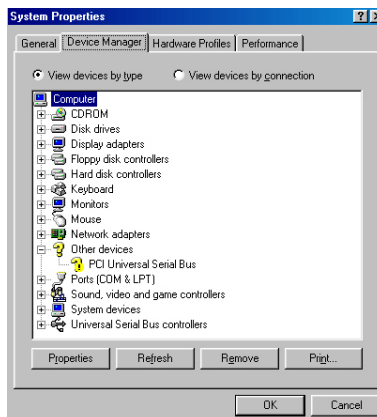 System Properties
General Device Manager Hardware Profiles Performance
View devices by type View devices by connection
Computer
CDROM
Disk drives
Display adapters
Floppy disk controllers
Hard disk controllers
Keyboard
Monitors
Mouse
Network adapters
Other devices
PCI Universal Serial Bus
Ports (COM & LPT)
Sound, video and game controllers
System devices
Universal Serial Bus controllers
Properties Refresh Remove Print...
OK Cancel